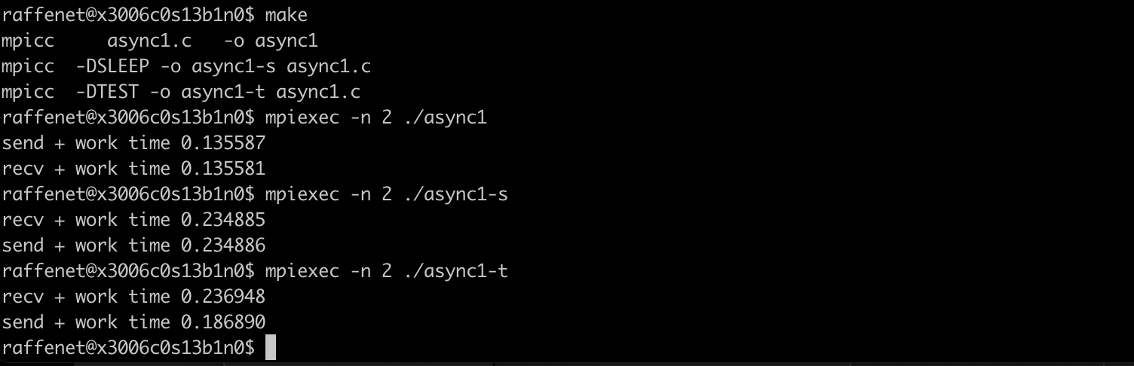 raffenet@x3006c0s13b1n0$ make
mpicc     async1.c   -o async1
mpicc  -DSLEEP -o async1-s async1.c
mpicc  -DTEST -o async1-t async1.c
raffenet@x3006c0s13b1n0$ mpiexec -n 2 ./async1
send + work time 0.135587
recv + work time 0.135581
raffenet@x3006c0s13b1n0$ mpiexec -n 2 ./async1-s
recv + work time 0.234885
send + work time 0.234886
raffenet@x3006c0s13b1n0$ mpiexec -n 2 ./async1-t
recv + work time 0.236948
send + work time 0.186890
raffenet@x3006c0s13b1n0$